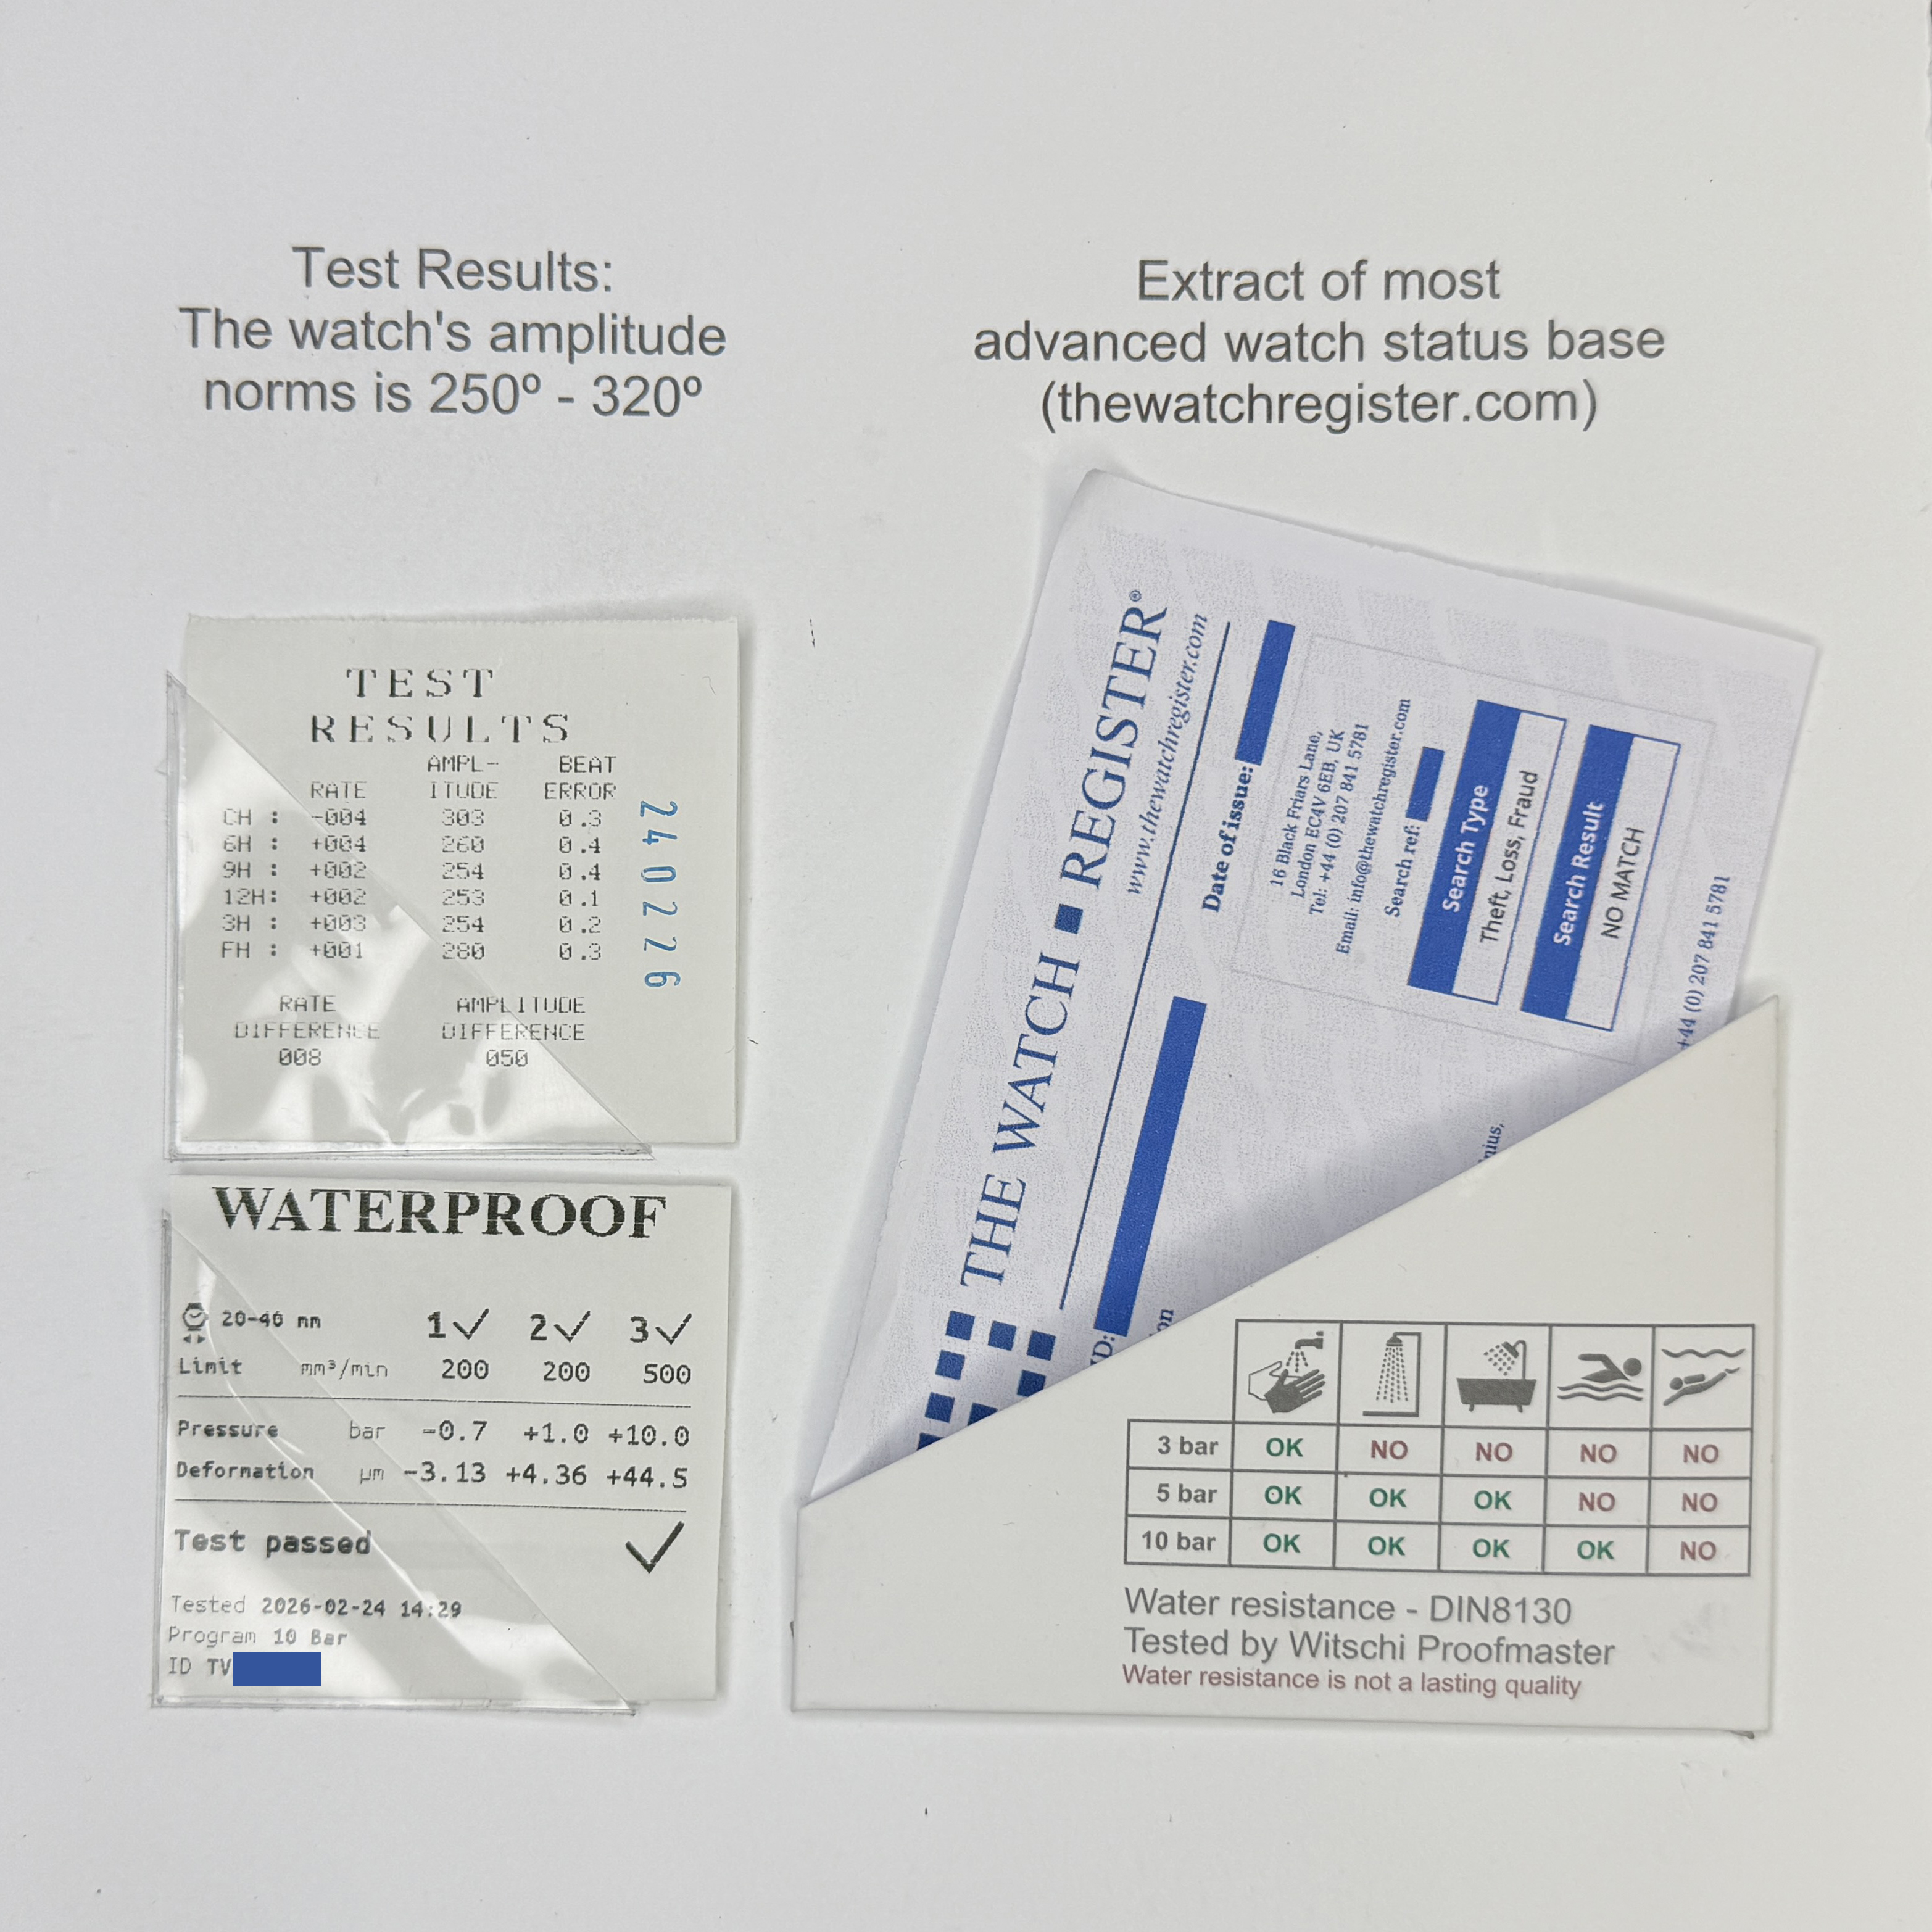 Test Results:
The watch's amplitude
norms is 250º - 320º
Extract of most
advanced watch status base
(thewatchregister.com)
TEST
RESULTS
AMPL- BEAT
RATE ITUDE ERROR
CH : -004 303 0.3
6H : +004 260 0.4
9H : +002 254 0.4
12H: +002 253 0.1
3H : +003 254 0.2
FH : +001 280 0.3
RATE AMPLITUDE
DIFFERENCE DIFFERENCE
008 050
240226
WATERPROOF
20-40 mm 1 ✓ 2 ✓ 3 ✓
Limit mm³/min 200 200 500
Pressure bar -0.7 +1.0 +10.0
Deformation µm -3.13 +4.36 +44.5
Test passed ✓
Tested 2026-02-24 14:29
Program 10 Bar
ID TV
THE WATCH ■ REGISTER®
www.thewatchregister.com
Date of issue:
16 Black Friars Lane,
London EC4V 6EB, UK
Tel: +44 (0) 207 841 5781
Email: info@thewatchregister.com
Search ref:
Search Type
Theft, Loss, Fraud
Search Result
NO MATCH
+44 (0) 207 841 5781
ID:
3 bar OK NO NO NO NO
5 bar OK OK OK NO NO
10 bar OK OK OK OK NO
Water resistance - DIN8130
Tested by Witschi Proofmaster
Water resistance is not a lasting quality